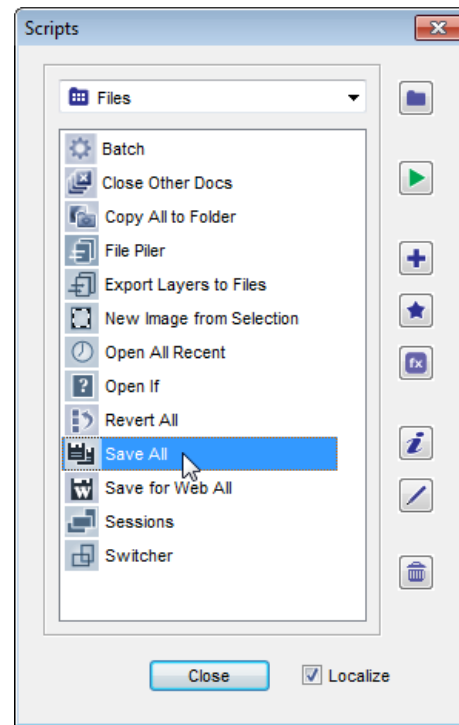 Scripts
Files
Batch
Close Other Docs
Copy All to Folder
File Piler
Export Layers to Files
New Image from Selection
Open All Recent
Open If
Revert All
Save All
Save for Web All
Sessions
Switcher
fx
Close
Localize